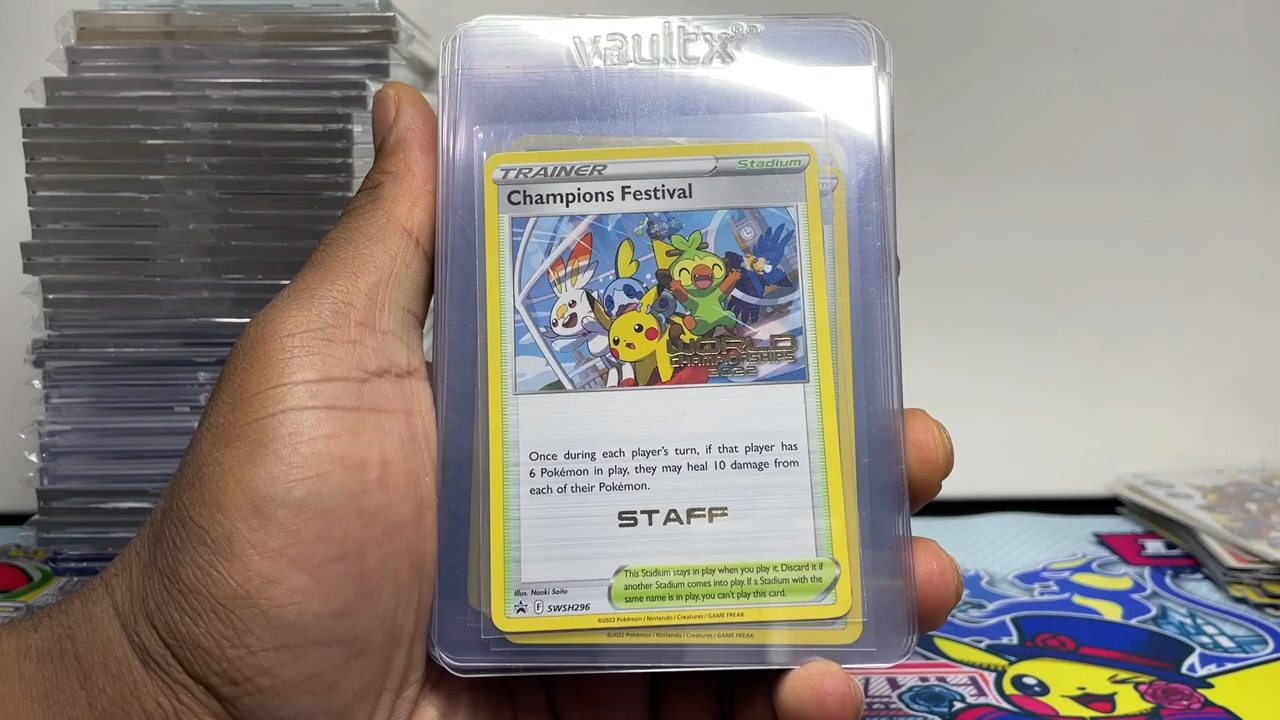 vaultx
TRAINER
Stadium
Champions Festival
WORLD
CHAMPIONSHIPS
2022
Once during each player's turn, if that player has
6 Pokémon in play, they may heal 10 damage from
each of their Pokémon.
STAFF
This Stadium stays in play when you play it. Discard it if
another Stadium comes into play. If a Stadium with the
same name is in play, you can't play this card.
Illus. Naoki Saito
F SWSH296
©2022 Pokémon / Nintendo / Creatures / GAME FREAK
©2022 Pokémon / Nintendo / Creatures / GAME FREAK